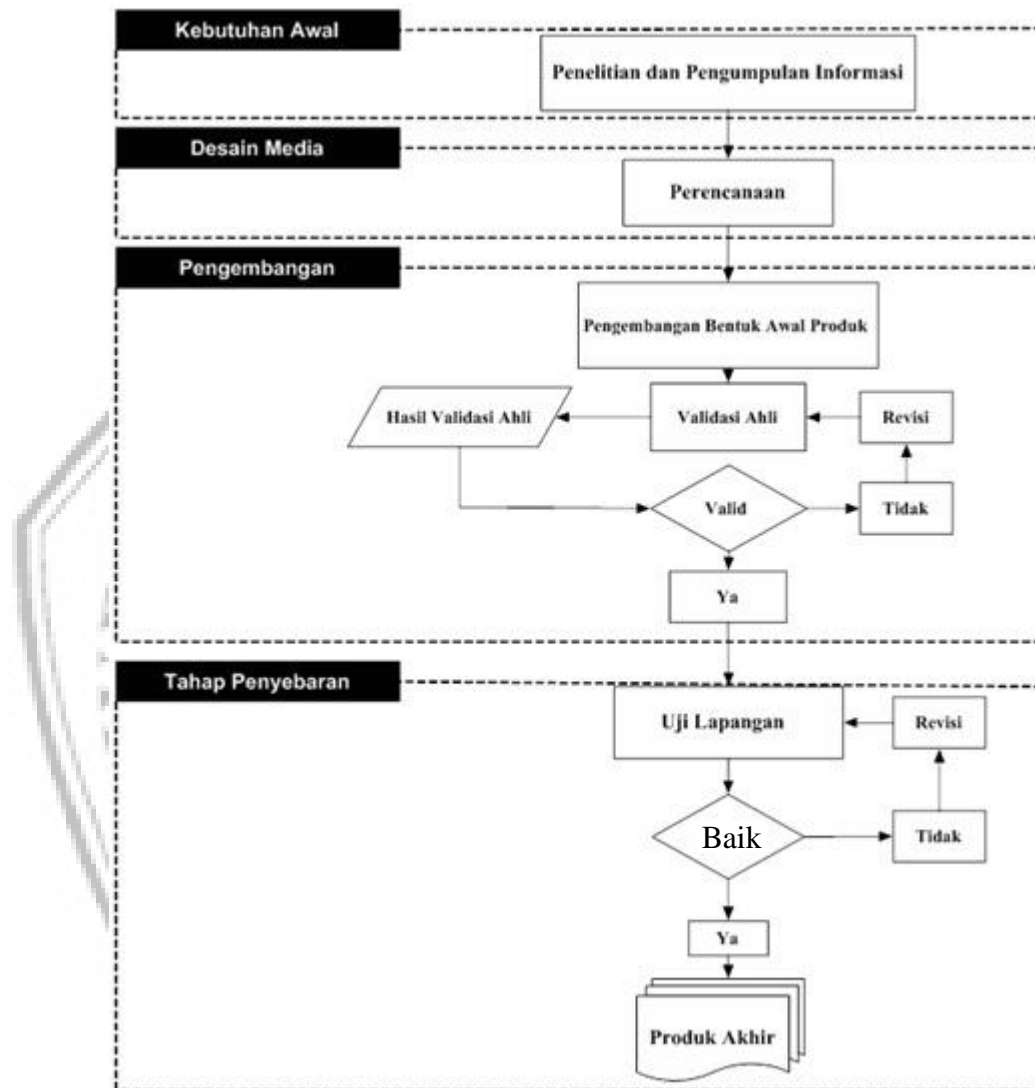 Kebutuhan Awal
Penelitian dan Pengumpulan Informasi
Desain Media
Perencanaan
Pengembangan
Pengembangan Bentuk Awal Produk
Hasil Validasi Ahli
Validasi Ahli
Revisi
Valid
Tidak
Ya
Tahap Penyebaran
Uji Lapangan
Revisi
Baik
Tidak
Ya
Produk Akhir